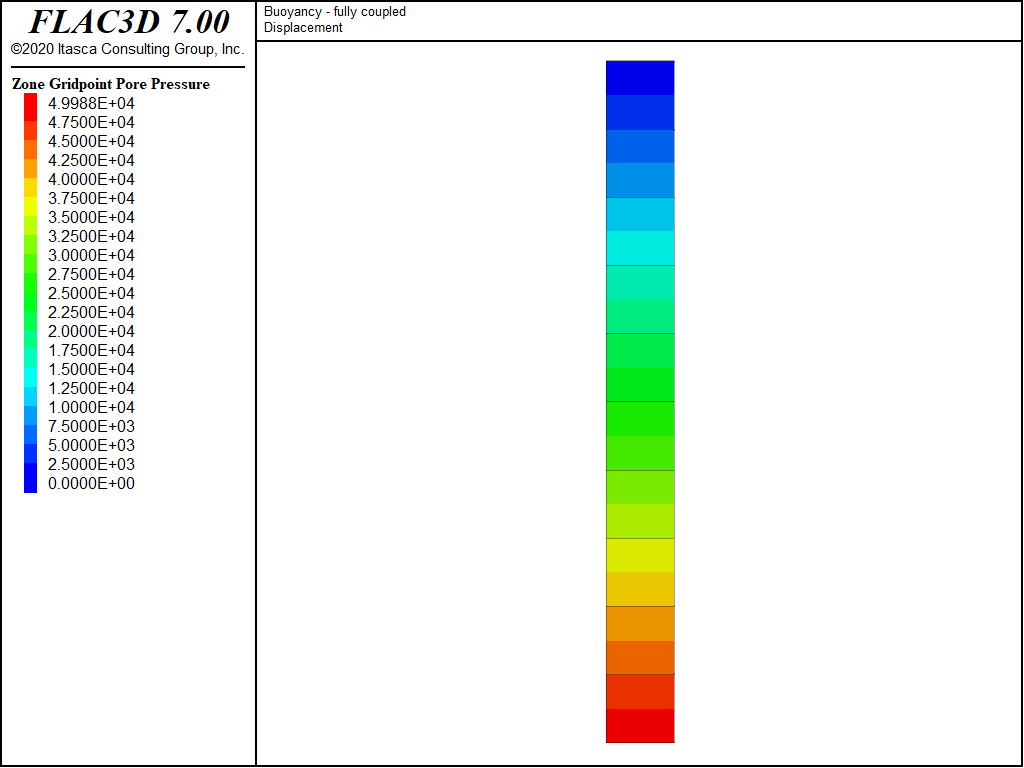 FLAC3D 7.00
©2020 Itasca Consulting Group, Inc.
Zone Gridpoint Pore Pressure
4.9988E+04
4.7500E+04
4.5000E+04
4.2500E+04
4.0000E+04
3.7500E+04
3.5000E+04
3.2500E+04
3.0000E+04
2.7500E+04
2.5000E+04
2.2500E+04
2.0000E+04
1.7500E+04
1.5000E+04
1.2500E+04
1.0000E+04
7.5000E+03
5.0000E+03
2.5000E+03
0.0000E+00
Buoyancy - fully coupled
Displacement